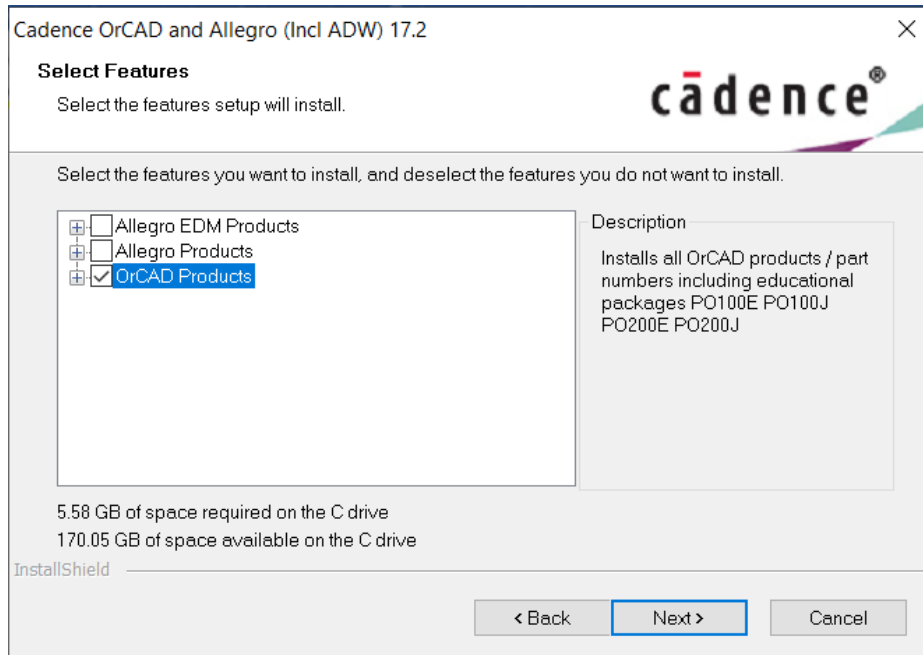 Cadence OrCAD and Allegro (Incl ADW) 17.2
Select Features
Select the features setup will install.
cādence®
Select the features you want to install, and deselect the features you do not want to install.
Allegro EDM Products
Allegro Products
OrCAD Products
Description
Installs all OrCAD products / part
numbers including educational
packages PO100E PO100J
PO200E PO200J
5.58 GB of space required on the C drive
170.05 GB of space available on the C drive
InstallShield
< Back
Next >
Cancel